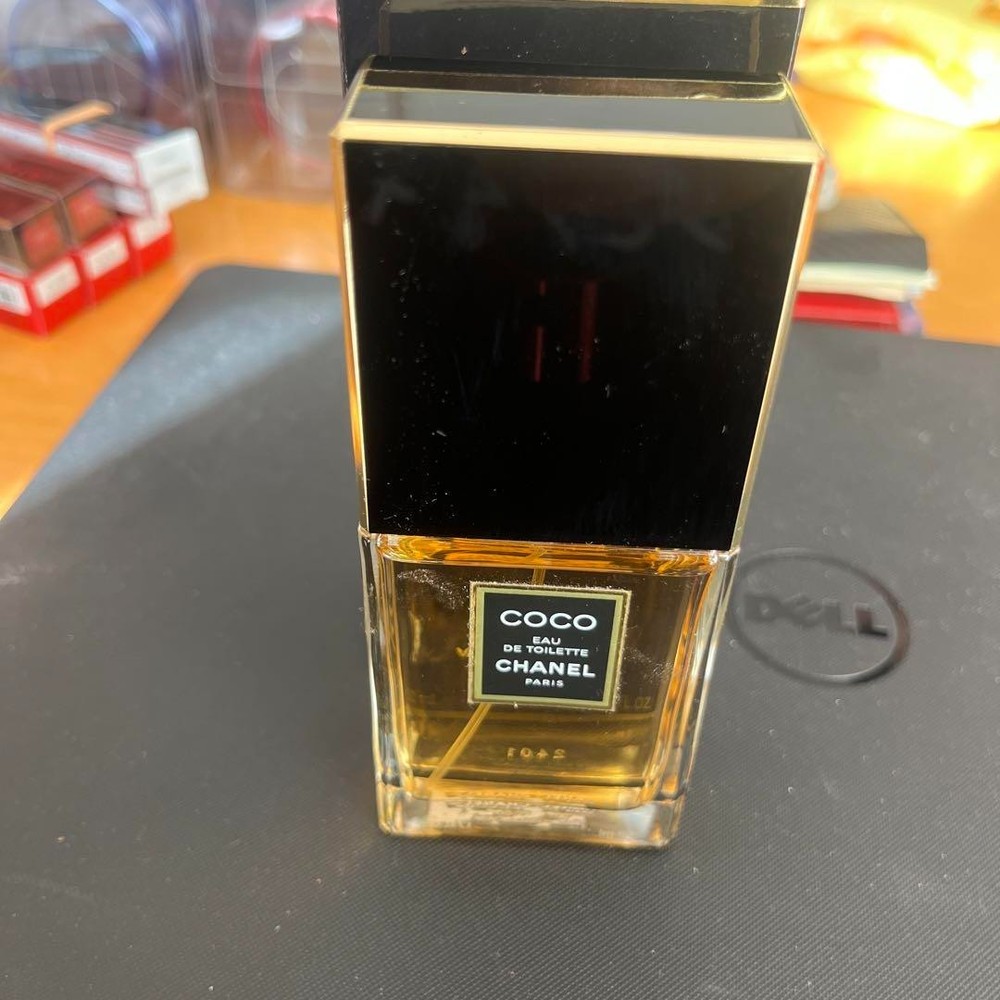 COCO
EAU
DE TOILETTE
CHANEL
PARIS
DELL